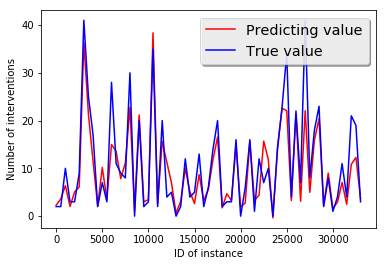 40
30
20
10
0
Number of interventions
Predicting value
True value
0 5000 10000 15000 20000 25000 30000
ID of instance